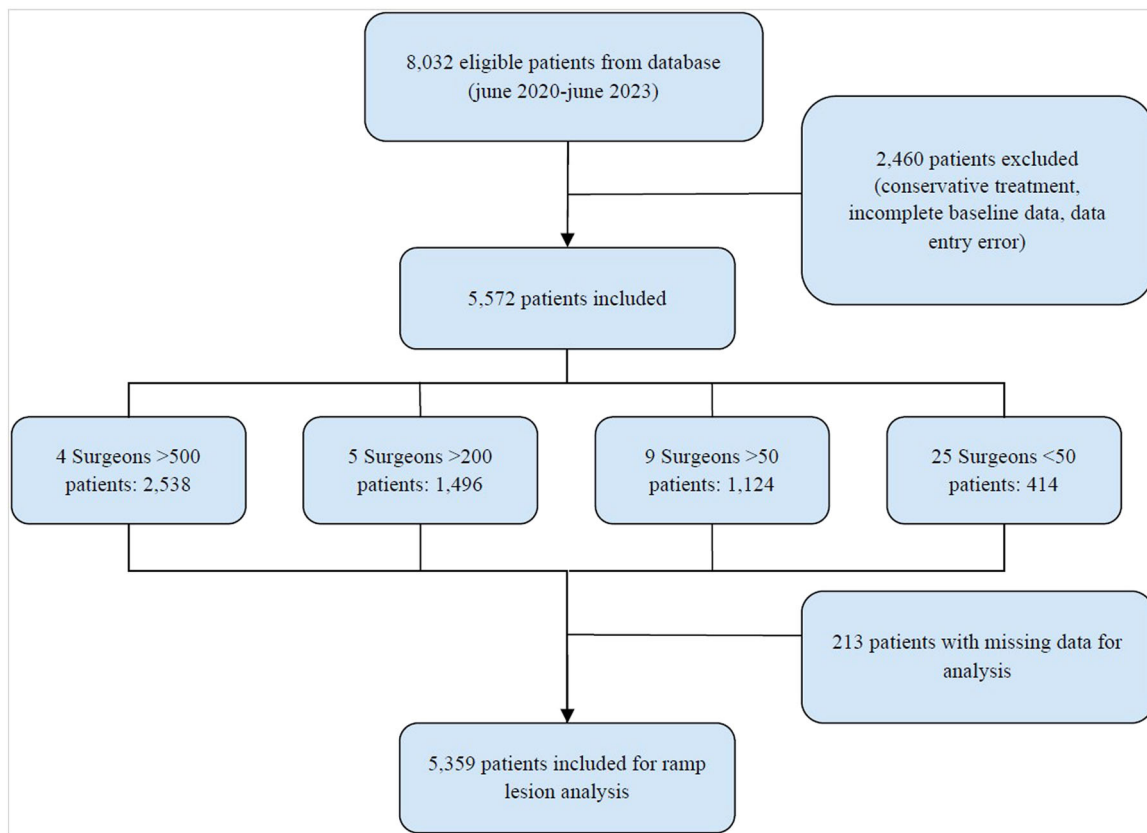 8,032 eligible patients from database
(june 2020-june 2023)
2,460 patients excluded
(conservative treatment,
incomplete baseline data, data
entry error)
5,572 patients included
4 Surgeons >500
patients: 2,538
5 Surgeons >200
patients: 1,496
9 Surgeons >50
patients: 1,124
25 Surgeons <50
patients: 414
213 patients with missing data for
analysis
5,359 patients included for ramp
lesion analysis